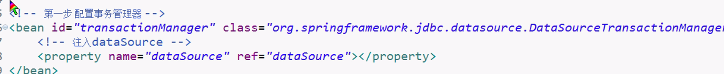 <!-- 第一步 配置事务管理器 -->
<bean id="transactionManager" class="org.springframework.jdbc.datasource.DataSourceTransactionManager
<!-- 注入dataSource -->
<property name="dataSource" ref="dataSource"></property>
</bean>